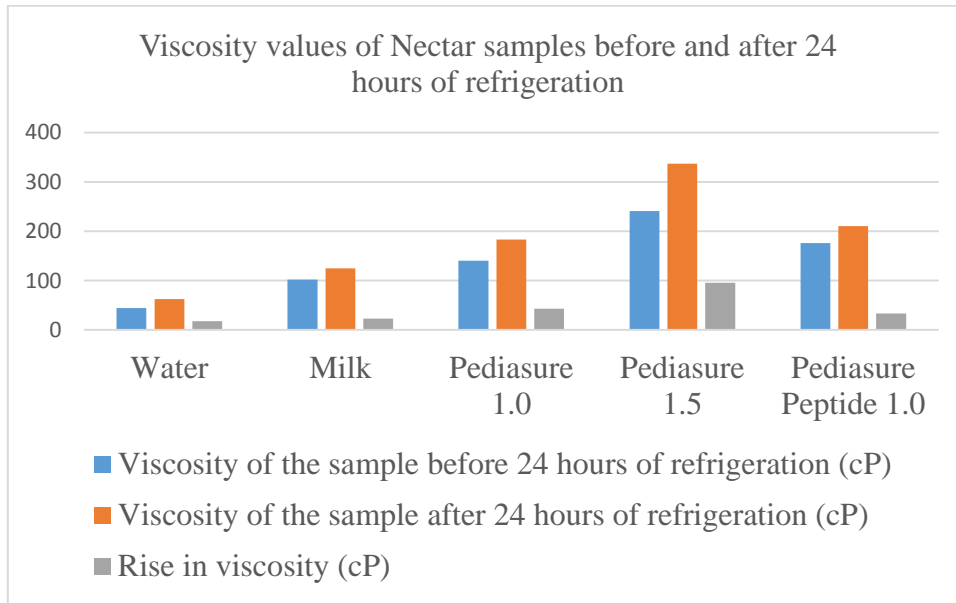 Viscosity values of Nectar samples before and after 24
hours of refrigeration
400
300
200
100
0
Water
Milk
Pediasure
1.0
Pediasure
1.5
Pediasure
Peptide 1.0
Viscosity of the sample before 24 hours of refrigeration (cP)
Viscosity of the sample after 24 hours of refrigeration (cP)
Rise in viscosity (cP)